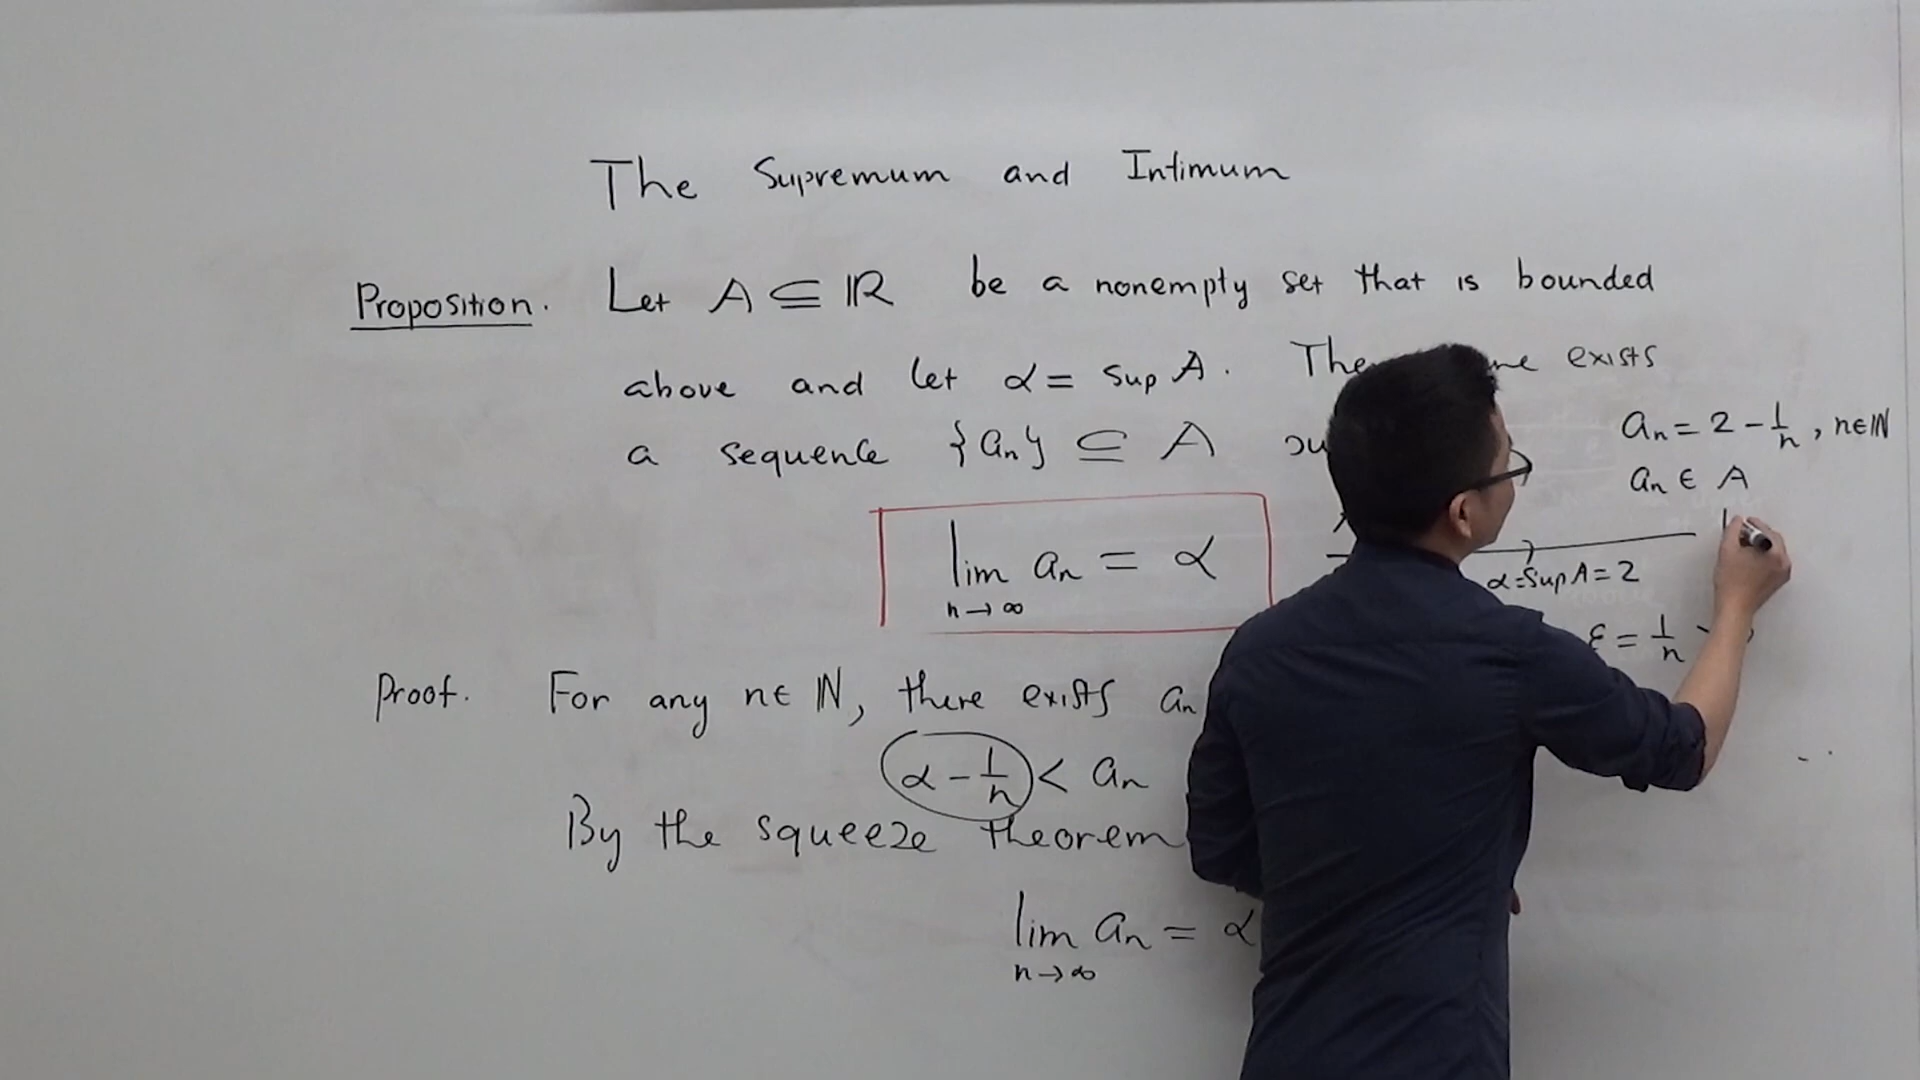 The Supremum and Intimum
Proposition. Let A ⊆ ℝ be a nonempty set that is bounded
above and let α = sup A. exists
a sequence {an} ⊆ A
lim an = α
n→∞
an = 2 - 1/n, n∈ℕ
an ∈ A
α = Sup A = 2
ε = 1/n
Proof. For any n∈ ℕ, there exists an
α - 1/n < an
By the squeeze theorem
lim an = α
n→∞